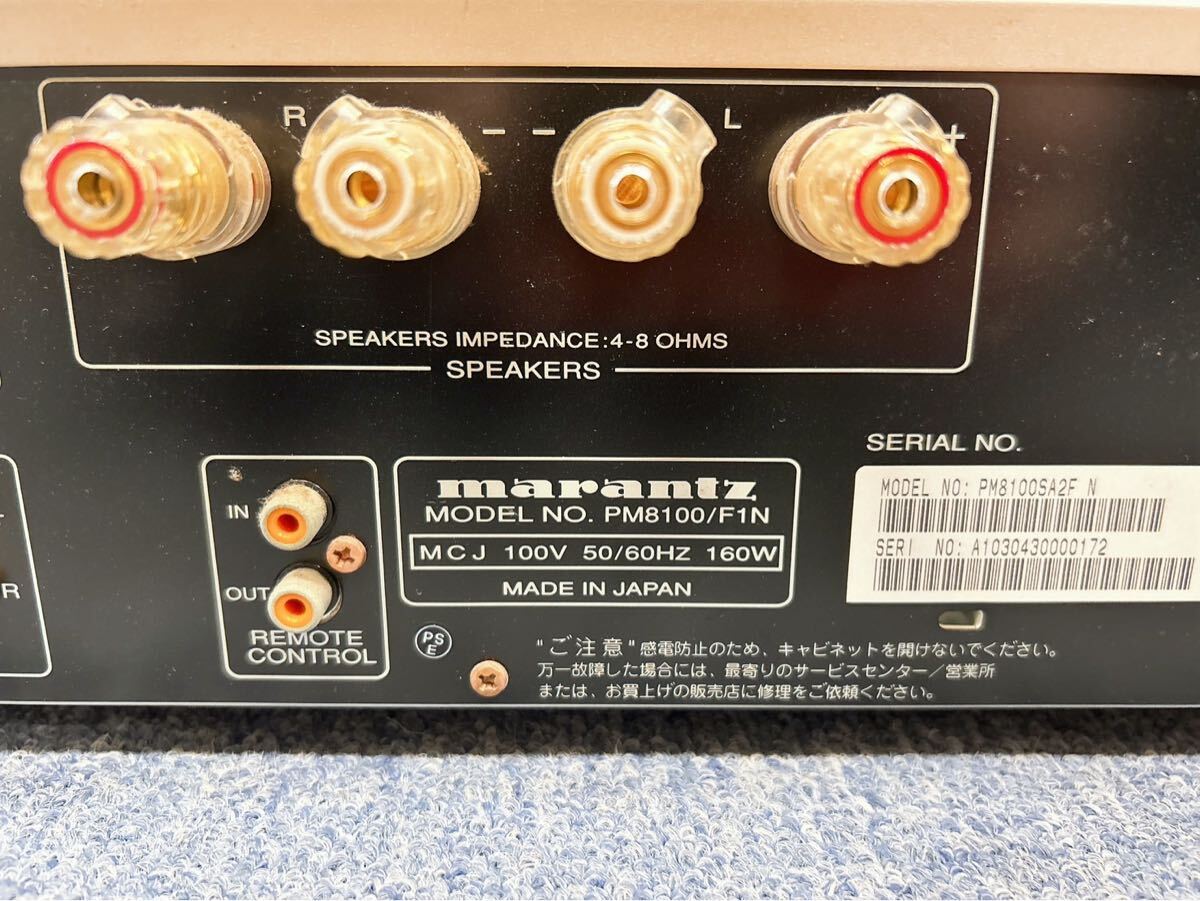 R
– –
L
+
SPEAKERS IMPEDANCE:4-8 OHMS
SPEAKERS
SERIAL NO.
MODEL NO: PM8100SA2F N
SERI NO: A1030430000172
IN
OUT
REMOTE
CONTROL
marantz
MODEL NO. PM8100/F1N
MCJ 100V 50/60HZ 160W
MADE IN JAPAN
R
PS
E
"ご注意"感電防止のため、キャビネットを開けないでください。
万一故障した場合には、最寄りのサービスセンター/営業所
または、お買上げの販売店に修理をご依頼ください。